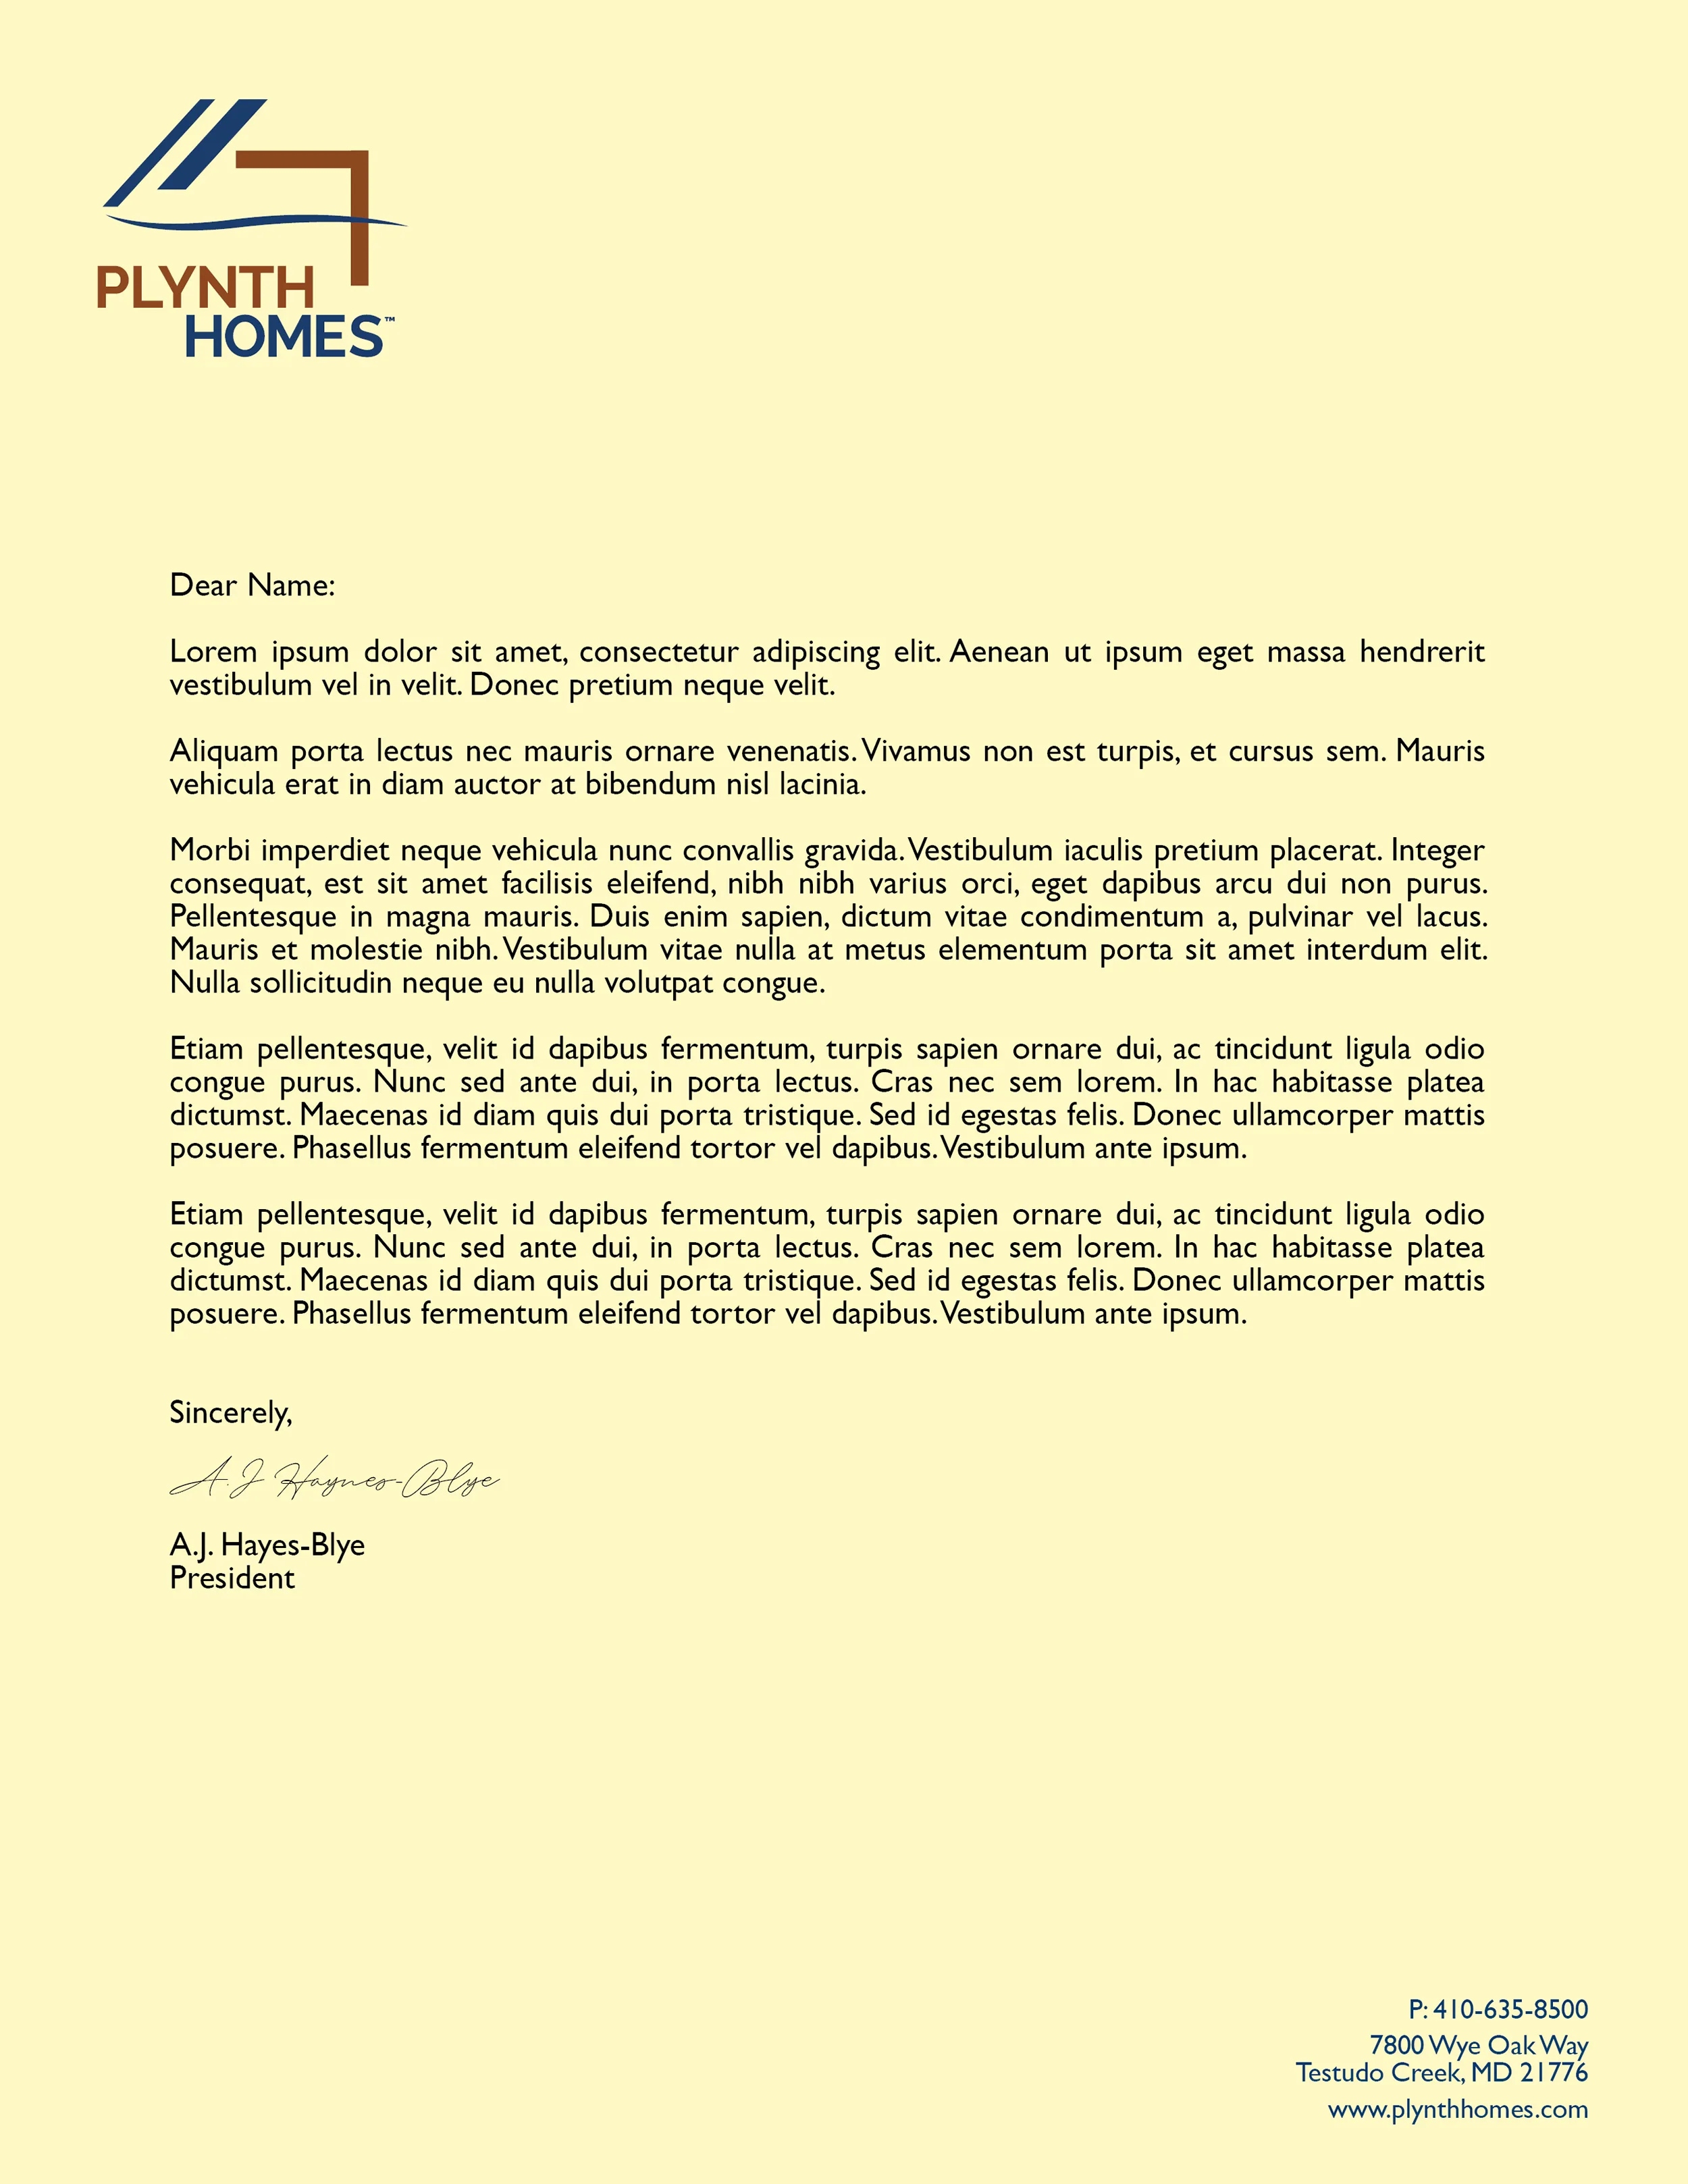 PLYNTH
HOMES™
Dear Name:
Lorem ipsum dolor sit amet, consectetur adipiscing elit. Aenean ut ipsum eget massa hendrerit
vestibulum vel in velit. Donec pretium neque velit.
Aliquam porta lectus nec mauris ornare venenatis. Vivamus non est turpis, et cursus sem. Mauris
vehicula erat in diam auctor at bibendum nisl lacinia.
Morbi imperdiet neque vehicula nunc convallis gravida. Vestibulum iaculis pretium placerat. Integer
consequat, est sit amet facilisis eleifend, nibh nibh varius orci, eget dapibus arcu dui non purus.
Pellentesque in magna mauris. Duis enim sapien, dictum vitae condimentum a, pulvinar vel lacus.
Mauris et molestie nibh. Vestibulum vitae nulla at metus elementum porta sit amet interdum elit.
Nulla sollicitudin neque eu nulla volutpat congue.
Etiam pellentesque, velit id dapibus fermentum, turpis sapien ornare dui, ac tincidunt ligula odio
congue purus. Nunc sed ante dui, in porta lectus. Cras nec sem lorem. In hac habitasse platea
dictumst. Maecenas id diam quis dui porta tristique. Sed id egestas felis. Donec ullamcorper mattis
posuere. Phasellus fermentum eleifend tortor vel dapibus. Vestibulum ante ipsum.
Etiam pellentesque, velit id dapibus fermentum, turpis sapien ornare dui, ac tincidunt ligula odio
congue purus. Nunc sed ante dui, in porta lectus. Cras nec sem lorem. In hac habitasse platea
dictumst. Maecenas id diam quis dui porta tristique. Sed id egestas felis. Donec ullamcorper mattis
posuere. Phasellus fermentum eleifend tortor vel dapibus. Vestibulum ante ipsum.
Sincerely,
A.J Haynes-Blye
A.J. Hayes-Blye
President
P: 410-635-8500
7800 Wye Oak Way
Testudo Creek, MD 21776
www.plynthhomes.com